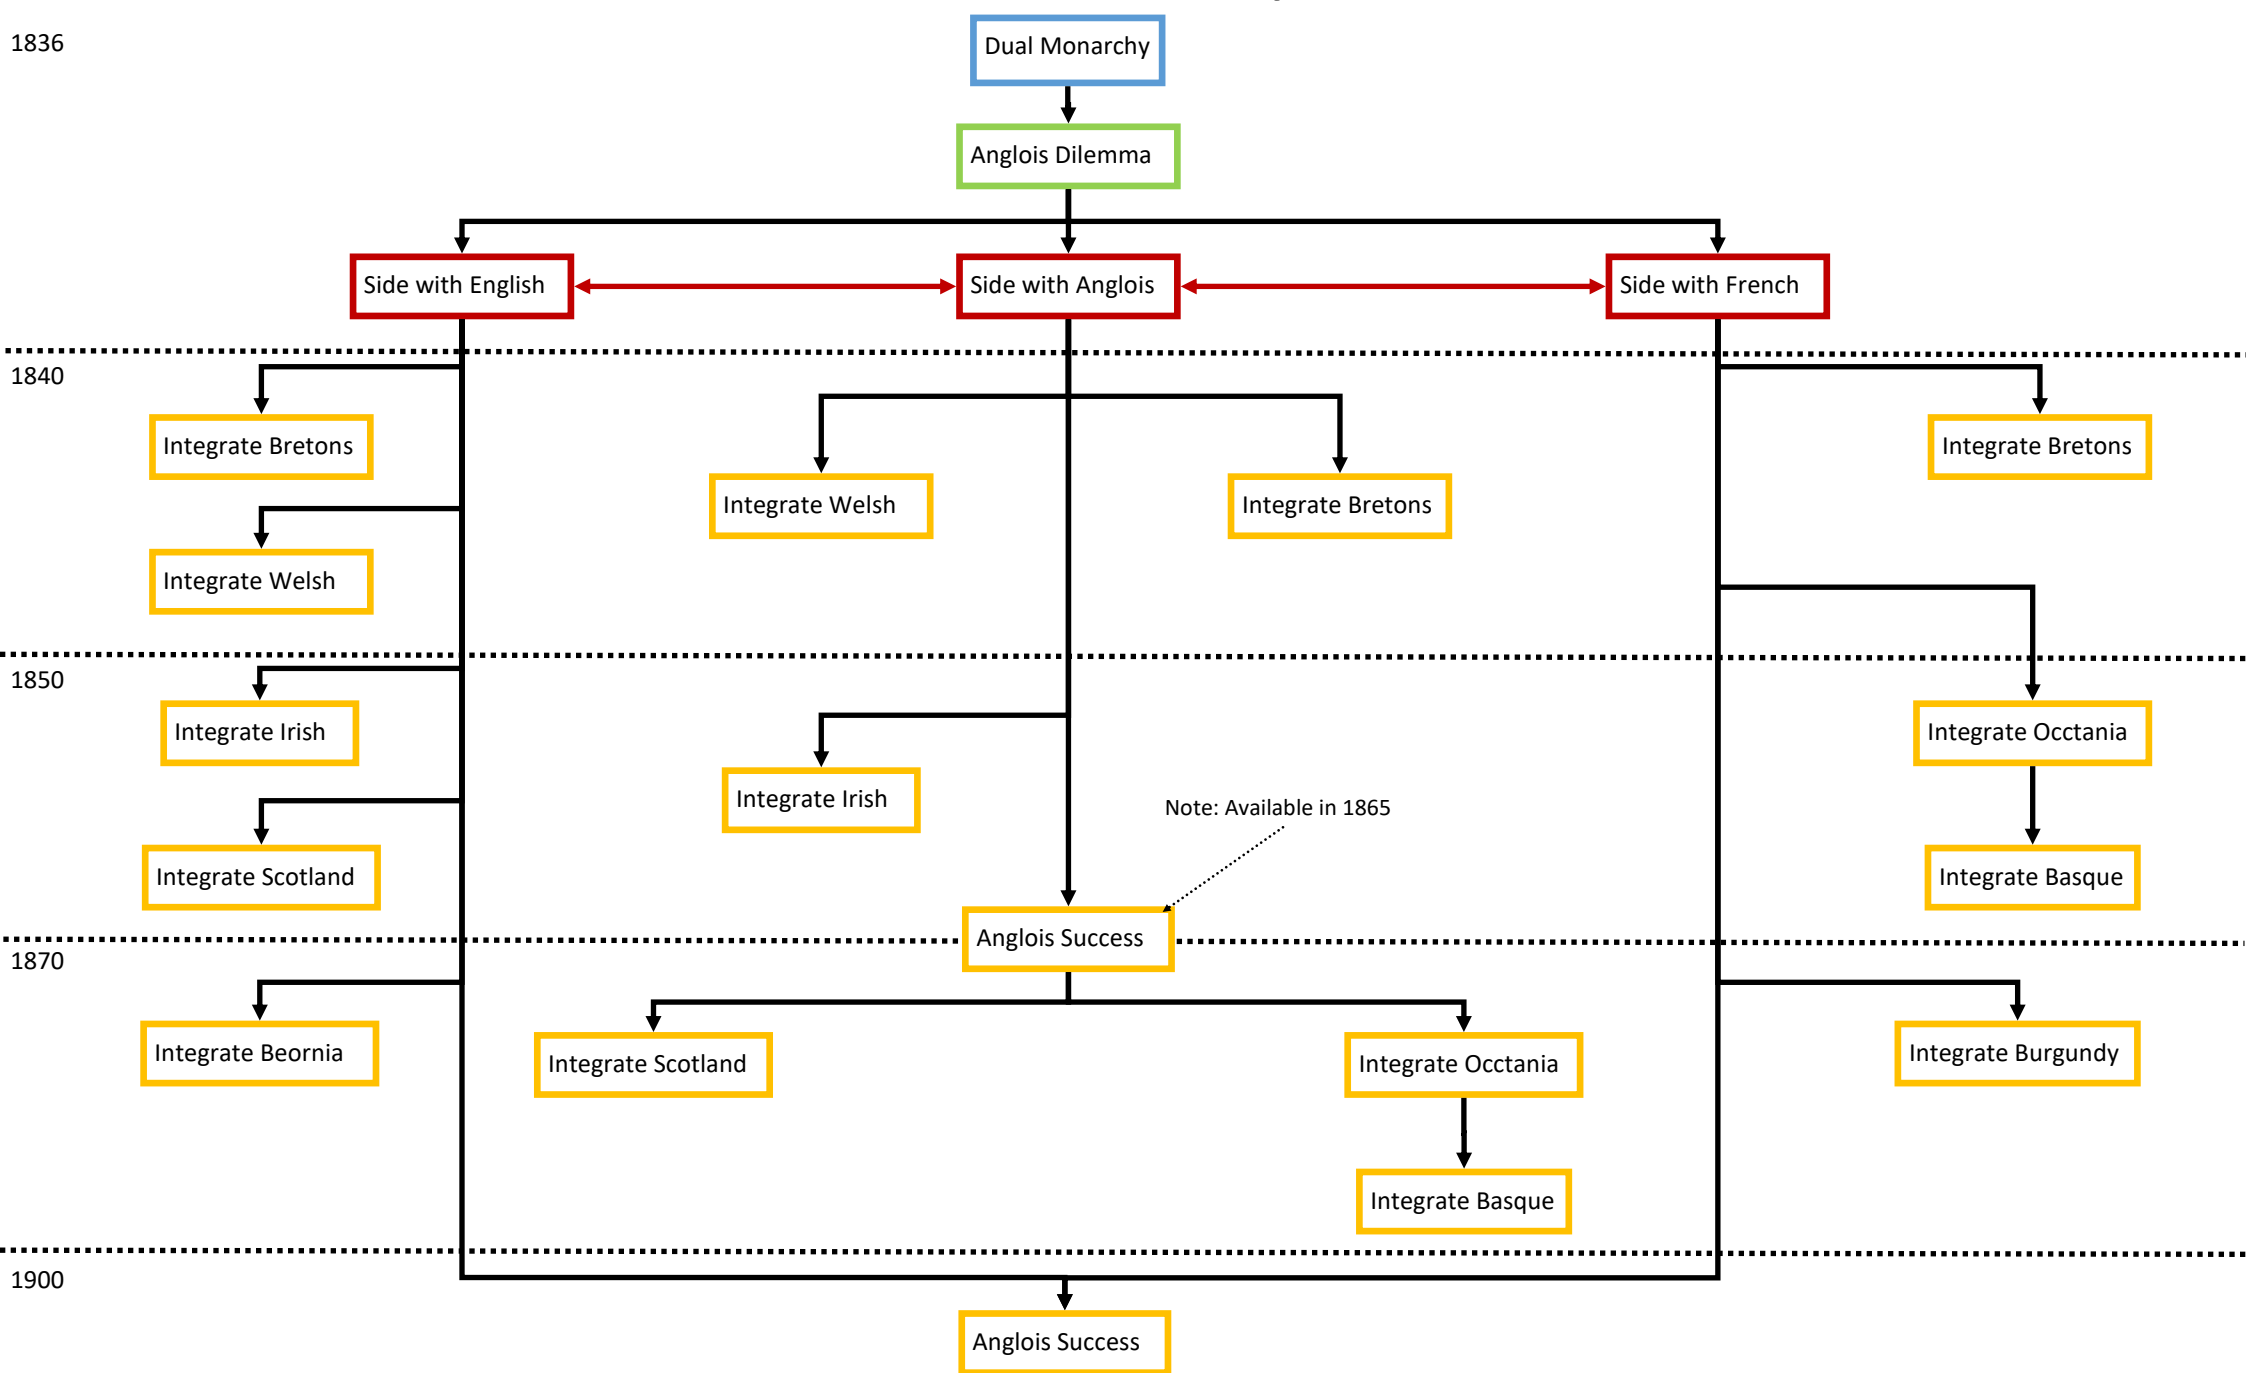 1836
Dual Monarchy
Anglois Dilemma
Side with English
Side with Anglois
Side with French
1840
Integrate Bretons
Integrate Bretons
Integrate Welsh
Integrate Bretons
Integrate Welsh
1850
Integrate Irish
Integrate Occtania
Integrate Irish
Note: Available in 1865
Integrate Scotland
Integrate Basque
Anglois Success
1870
Integrate Beornia
Integrate Scotland
Integrate Occtania
Integrate Burgundy
Integrate Basque
1900
Anglois Success